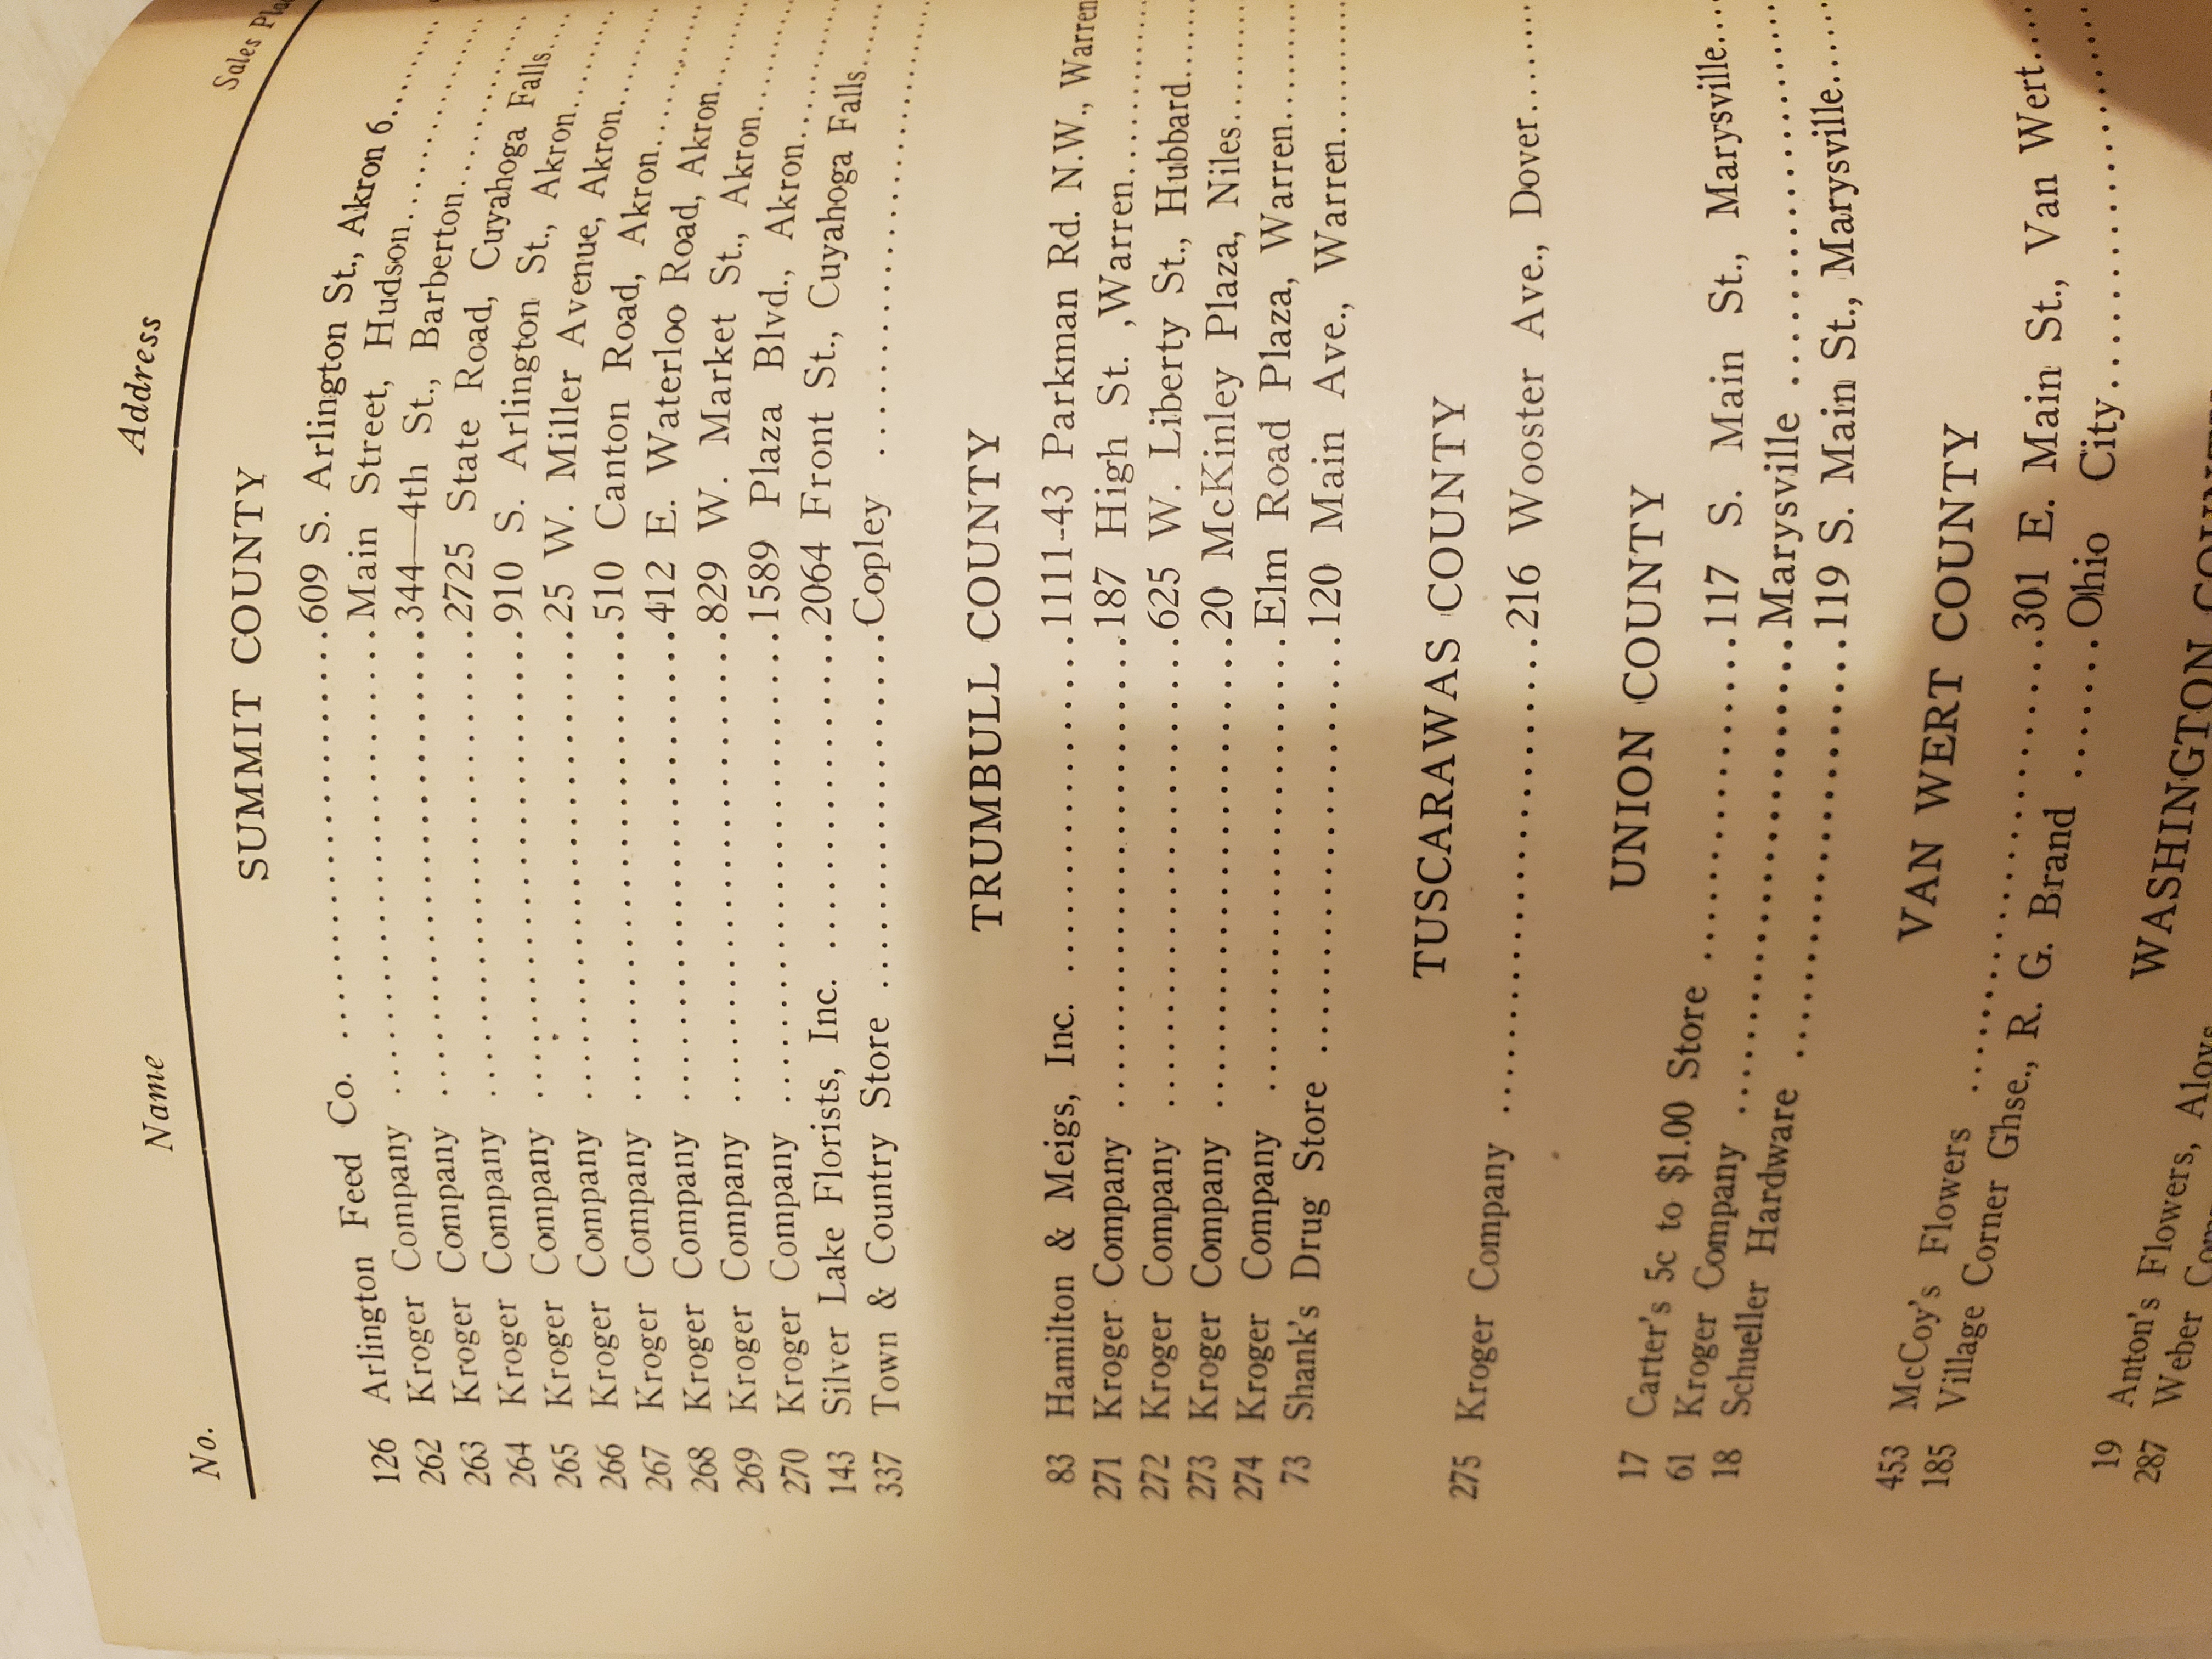 No. Name Address Sales
SUMMIT COUNTY
126 Arlington Feed Co. ........................609 S. Arlington St., Akron 6........
262 Kroger Company ............................Main Street, Hudson............
263 Kroger Company ............................344—4th St., Barberton............
264 Kroger Company ............................2725 State Road, Cuyahoga Falls....
265 Kroger Company ............................910 S. Arlington St., Akron........
266 Kroger Company ............................25 W. Miller Avenue, Akron........
267 Kroger Company ............................510 Canton Road, Akron............
268 Kroger Company ............................412 E. Waterloo Road, Akron........
269 Kroger Company ............................829 W. Market St., Akron........
270 Kroger Company ............................1589 Plaza Blvd., Akron........
143 Silver Lake Florists, Inc. ....................2064 Front St., Cuyahoga Falls....
337 Town & Country Store ....................Copley ............................
TRUMBULL COUNTY
83 Hamilton & Meigs, Inc. ....................1111-43 Parkman Rd. N.W., Warren
271 Kroger Company ............................187 High St. ,Warren............
272 Kroger Company ............................625 W. Liberty St., Hubbard......
273 Kroger Company ............................20 McKinley Plaza, Niles........
274 Kroger Company ............................Elm Road Plaza, Warren........
73 Shank's Drug Store ........................120 Main Ave., Warren........
TUSCARAWAS COUNTY
275 Kroger Company ............................216 Wooster Ave., Dover........
UNION COUNTY
17 Carter's 5c to $1.00 Store ....................117 S. Main St., Marysville....
61 Kroger Company ............................Marysville ........................
18 Schueller Hardware ........................119 S. Main St., Marysville......
VAN WERT COUNTY
453 McCoy's Flowers ............................301 E. Main St., Van Wert....
185 Village Corner Ghse., R. G. Brand ........Ohio City........................
WASHINGTON
19 Anton's Flowers,
287 Weber